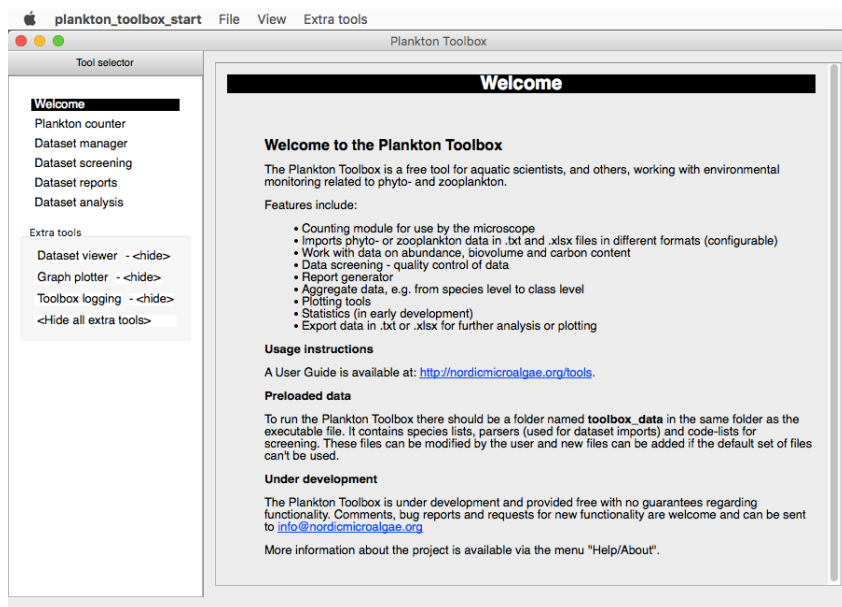 plankton_toolbox_start File View Extra tools
Plankton Toolbox
Tool selector
Welcome
Plankton counter
Dataset manager
Dataset screening
Dataset reports
Dataset analysis
Extra tools
Dataset viewer - <hide>
Graph plotter - <hide>
Toolbox logging - <hide>
<Hide all extra tools>
Welcome
Welcome to the Plankton Toolbox
The Plankton Toolbox is a free tool for aquatic scientists, and others, working with environmental
monitoring related to phyto- and zooplankton.
Features include:
• Counting module for use by the microscope
• Imports phyto- or zooplankton data in .txt and .xlsx files in different formats (configurable)
• Work with data on abundance, biovolume and carbon content
• Data screening - quality control of data
• Report generator
• Aggregate data, e.g. from species level to class level
• Plotting tools
• Statistics (in early development)
• Export data in .txt or .xlsx for further analysis or plotting
Usage instructions
A User Guide is available at: http://nordicmicroalgae.org/tools.
Preloaded data
To run the Plankton Toolbox there should be a folder named toolbox_data in the same folder as the
executable file. It contains species lists, parsers (used for dataset imports) and code-lists for
screening. These files can be modified by the user and new files can be added if the default set of files
can't be used.
Under development
The Plankton Toolbox is under development and provided free with no guarantees regarding
functionality. Comments, bug reports and requests for new functionality are welcome and can be sent
to info@nordicmicroalgae.org
More information about the project is available via the menu "Help/About".